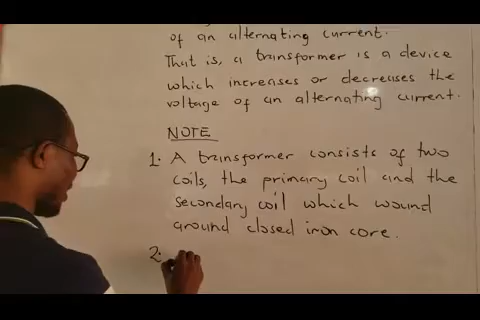 of an alternating current.
That is, a transformer is a device
which increases or decreases the
voltage of an alternating current.
NOTE
1. A transformer consists of two
coils, the primary coil and the
secondary coil which wound
around closed iron core.
2.